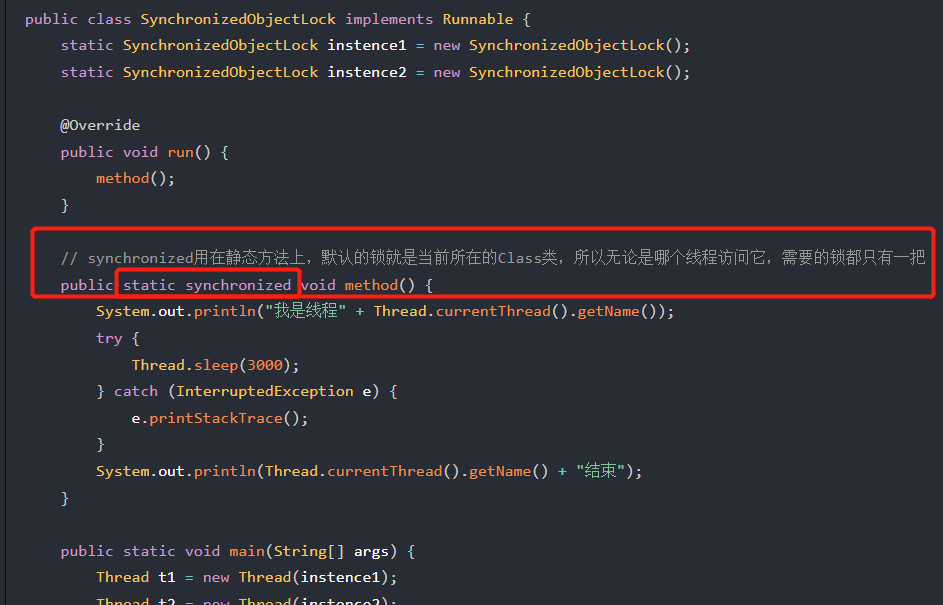 public class SynchronizedObjectLock implements Runnable {
static SynchronizedObjectLock instence1 = new SynchronizedObjectLock();
static SynchronizedObjectLock instence2 = new SynchronizedObjectLock();
@Override
public void run() {
method();
}
// synchronized用在静态方法上，默认的锁就是当前所在的Class类，所以无论是哪个线程访问它，需要的锁都只有一把
public static synchronized void method() {
System.out.println("我是线程" + Thread.currentThread().getName());
try {
Thread.sleep(3000);
} catch (InterruptedException e) {
e.printStackTrace();
}
System.out.println(Thread.currentThread().getName() + "结束");
}
public static void main(String[] args) {
Thread t1 = new Thread(instence1);
Thread t2 = new Thread(instence2);